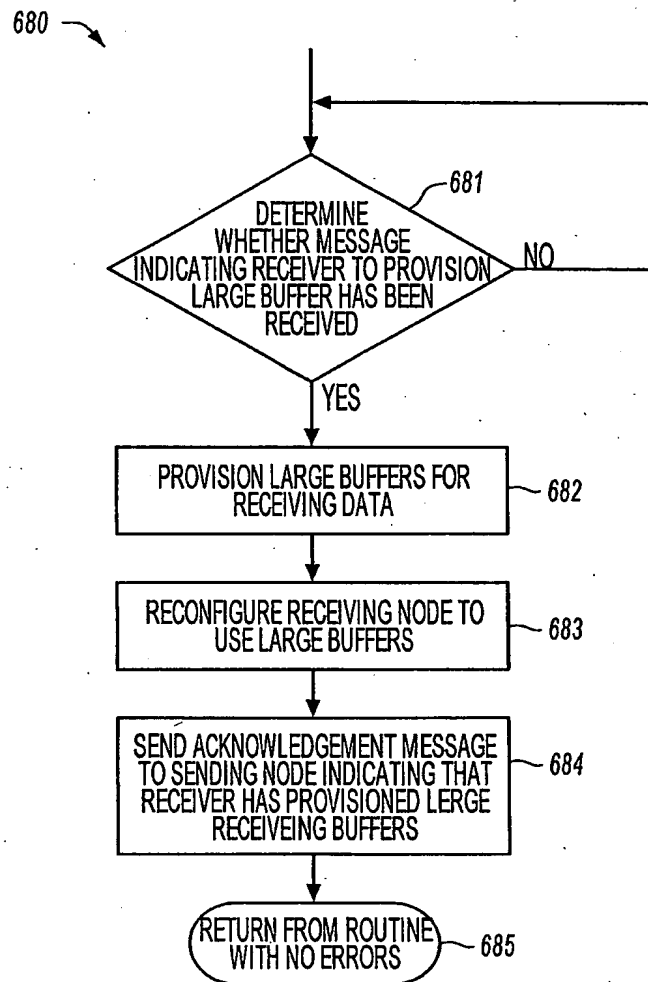 680
681
DETERMINE
WHETHER MESSAGE
INDICATING RECEIVER TO PROVISION
LARGE BUFFER HAS BEEN
RECEIVED
NO
YES
PROVISION LARGE BUFFERS FOR
RECEIVING DATA
682
RECONFIGURE RECEIVING NODE TO
USE LARGE BUFFERS
683
SEND ACKNOWLEDGEMENT MESSAGE
TO SENDING NODE INDICATING THAT
RECEIVER HAS PROVISIONED LERGE
RECEIVEING BUFFERS
684
RETURN FROM ROUTINE
WITH NO ERRORS
685